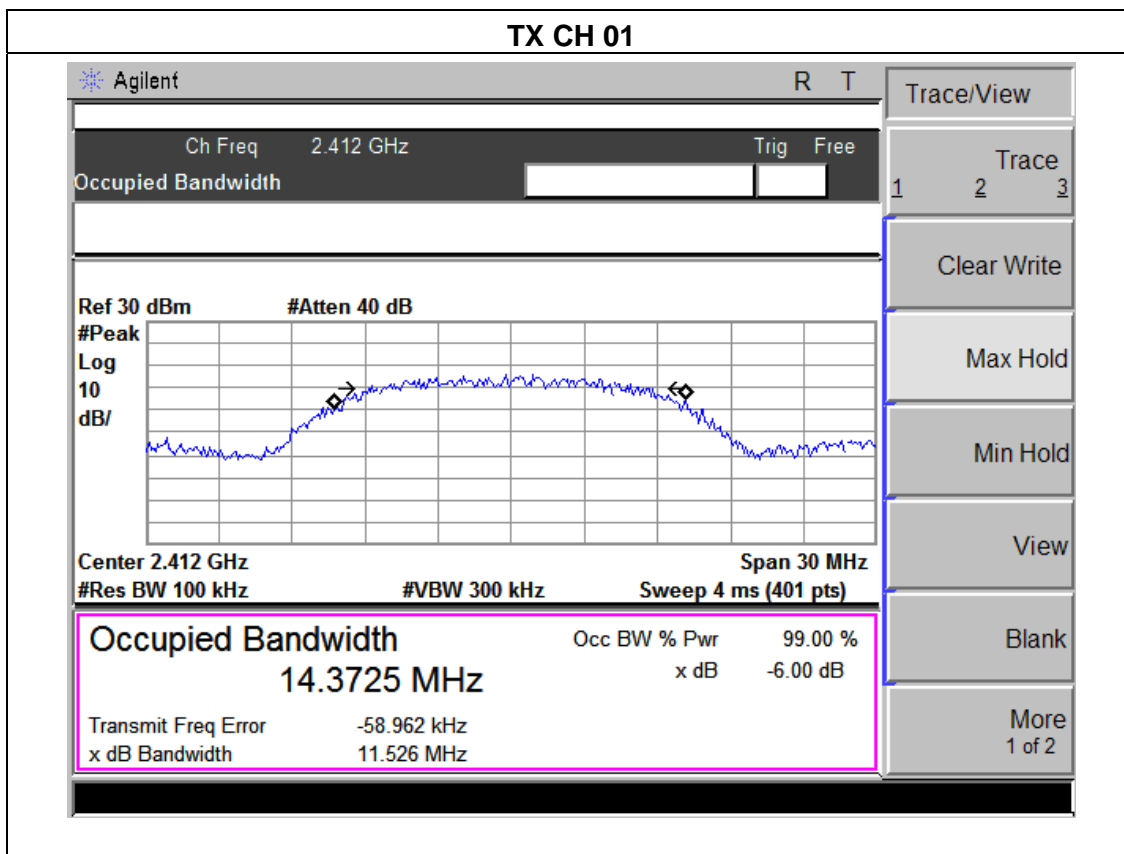 TX CH 01
Agilent R T
Trace/View
Ch Freq 2.412 GHz Trig Free
Occupied Bandwidth
Trace
1 2 3
Clear Write
Ref 30 dBm #Atten 40 dB
#Peak
Log
10
dB/
Max Hold
Min Hold
View
Center 2.412 GHz Span 30 MHz
#Res BW 100 kHz #VBW 300 kHz Sweep 4 ms (401 pts)
Occupied Bandwidth Occ BW % Pwr 99.00 %
14.3725 MHz x dB -6.00 dB
Blank
Transmit Freq Error -58.962 kHz
x dB Bandwidth 11.526 MHz
More
1 of 2